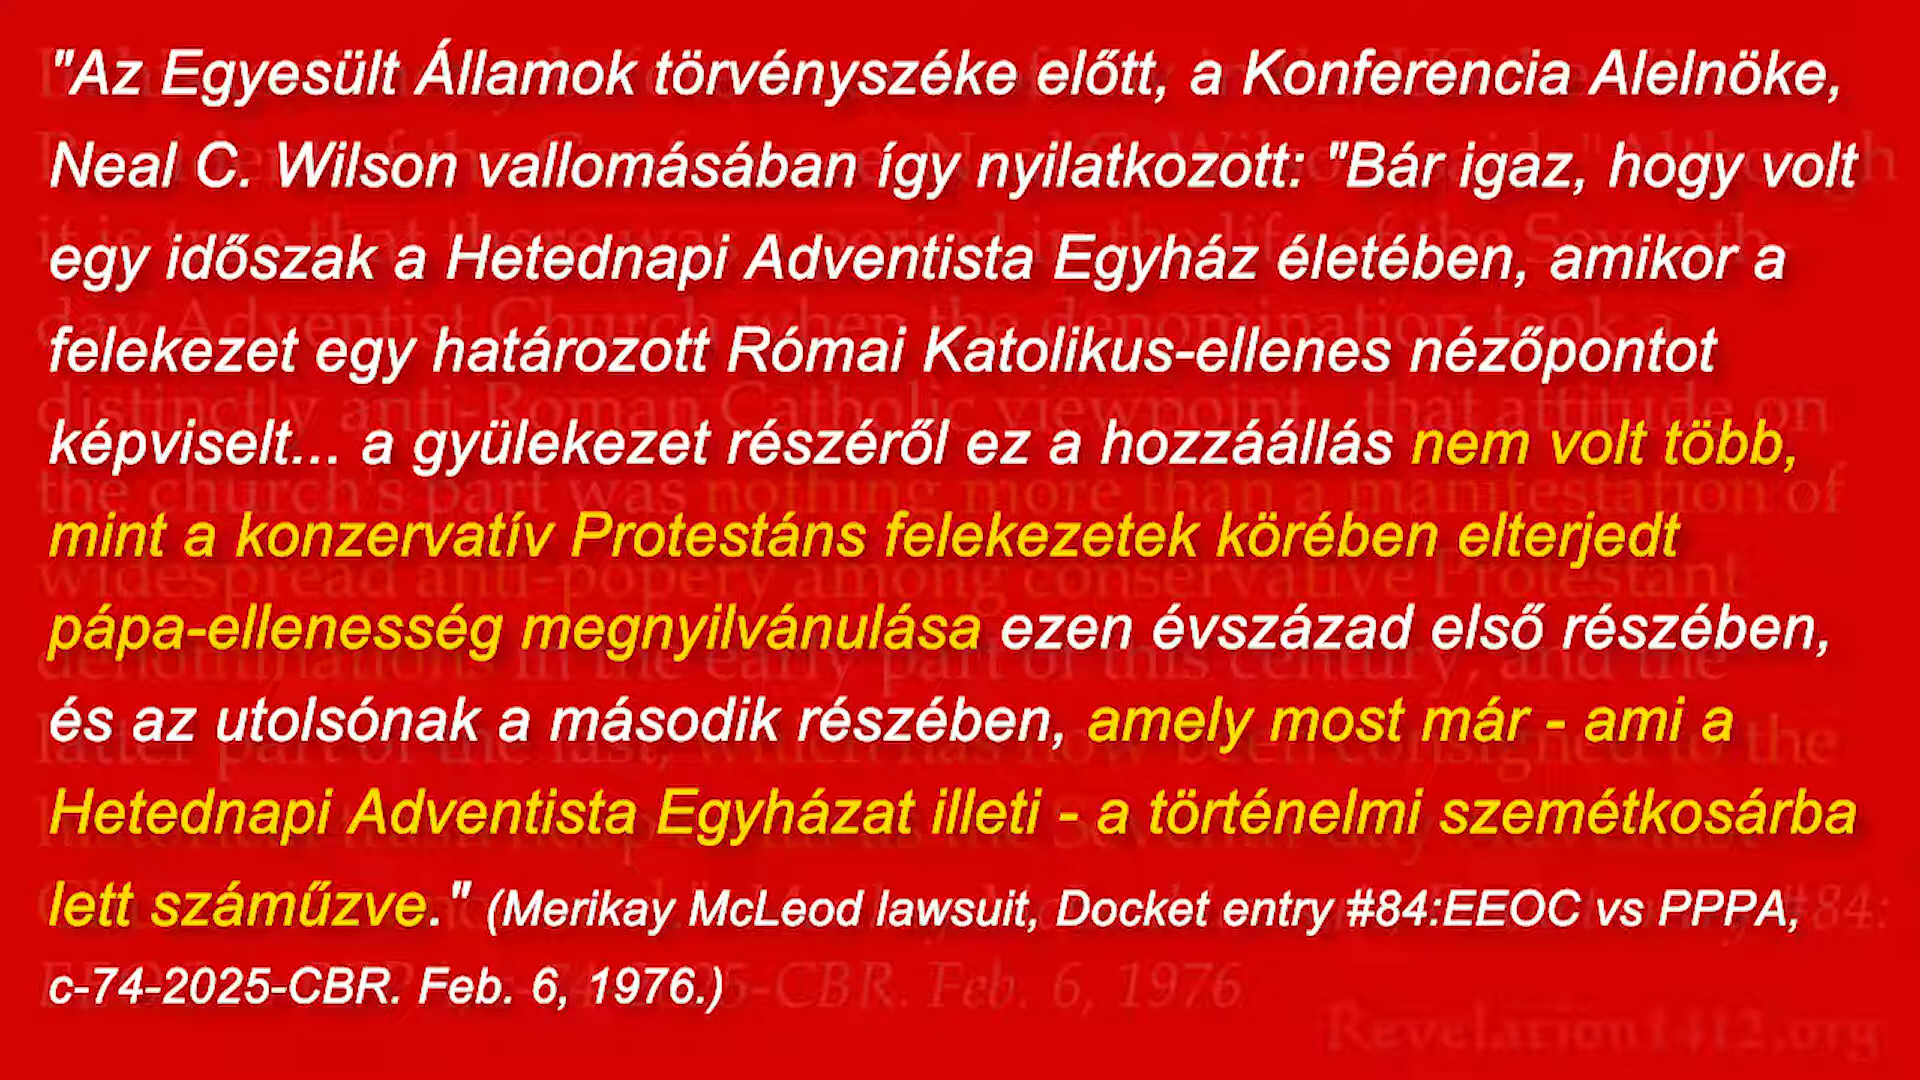 "Az Egyesült Államok törvényszéke előtt, a Konferencia Alelnöke,
Neal C. Wilson vallomásában így nyilatkozott: "Bár igaz, hogy volt
egy időszak a Hetednapi Adventista Egyház életében, amikor a
felekezet egy határozott Római Katolikus-ellenes nézőpontot
képviselt... a gyülekezet részéről ez a hozzáállás nem volt több,
mint a konzervatív Protestáns felekezetek körében elterjedt
pápa-ellenesség megnyilvánulása ezen évszázad első részében,
és az utolsónak a második részében, amely most már - ami a
Hetednapi Adventista Egyházat illeti - a történelmi szemétkosárba
lett száműzve." (Merikay McLeod lawsuit, Docket entry #84:EEOC vs PPPA,
c-74-2025-CBR. Feb. 6, 1976.)
Revelation1412.org